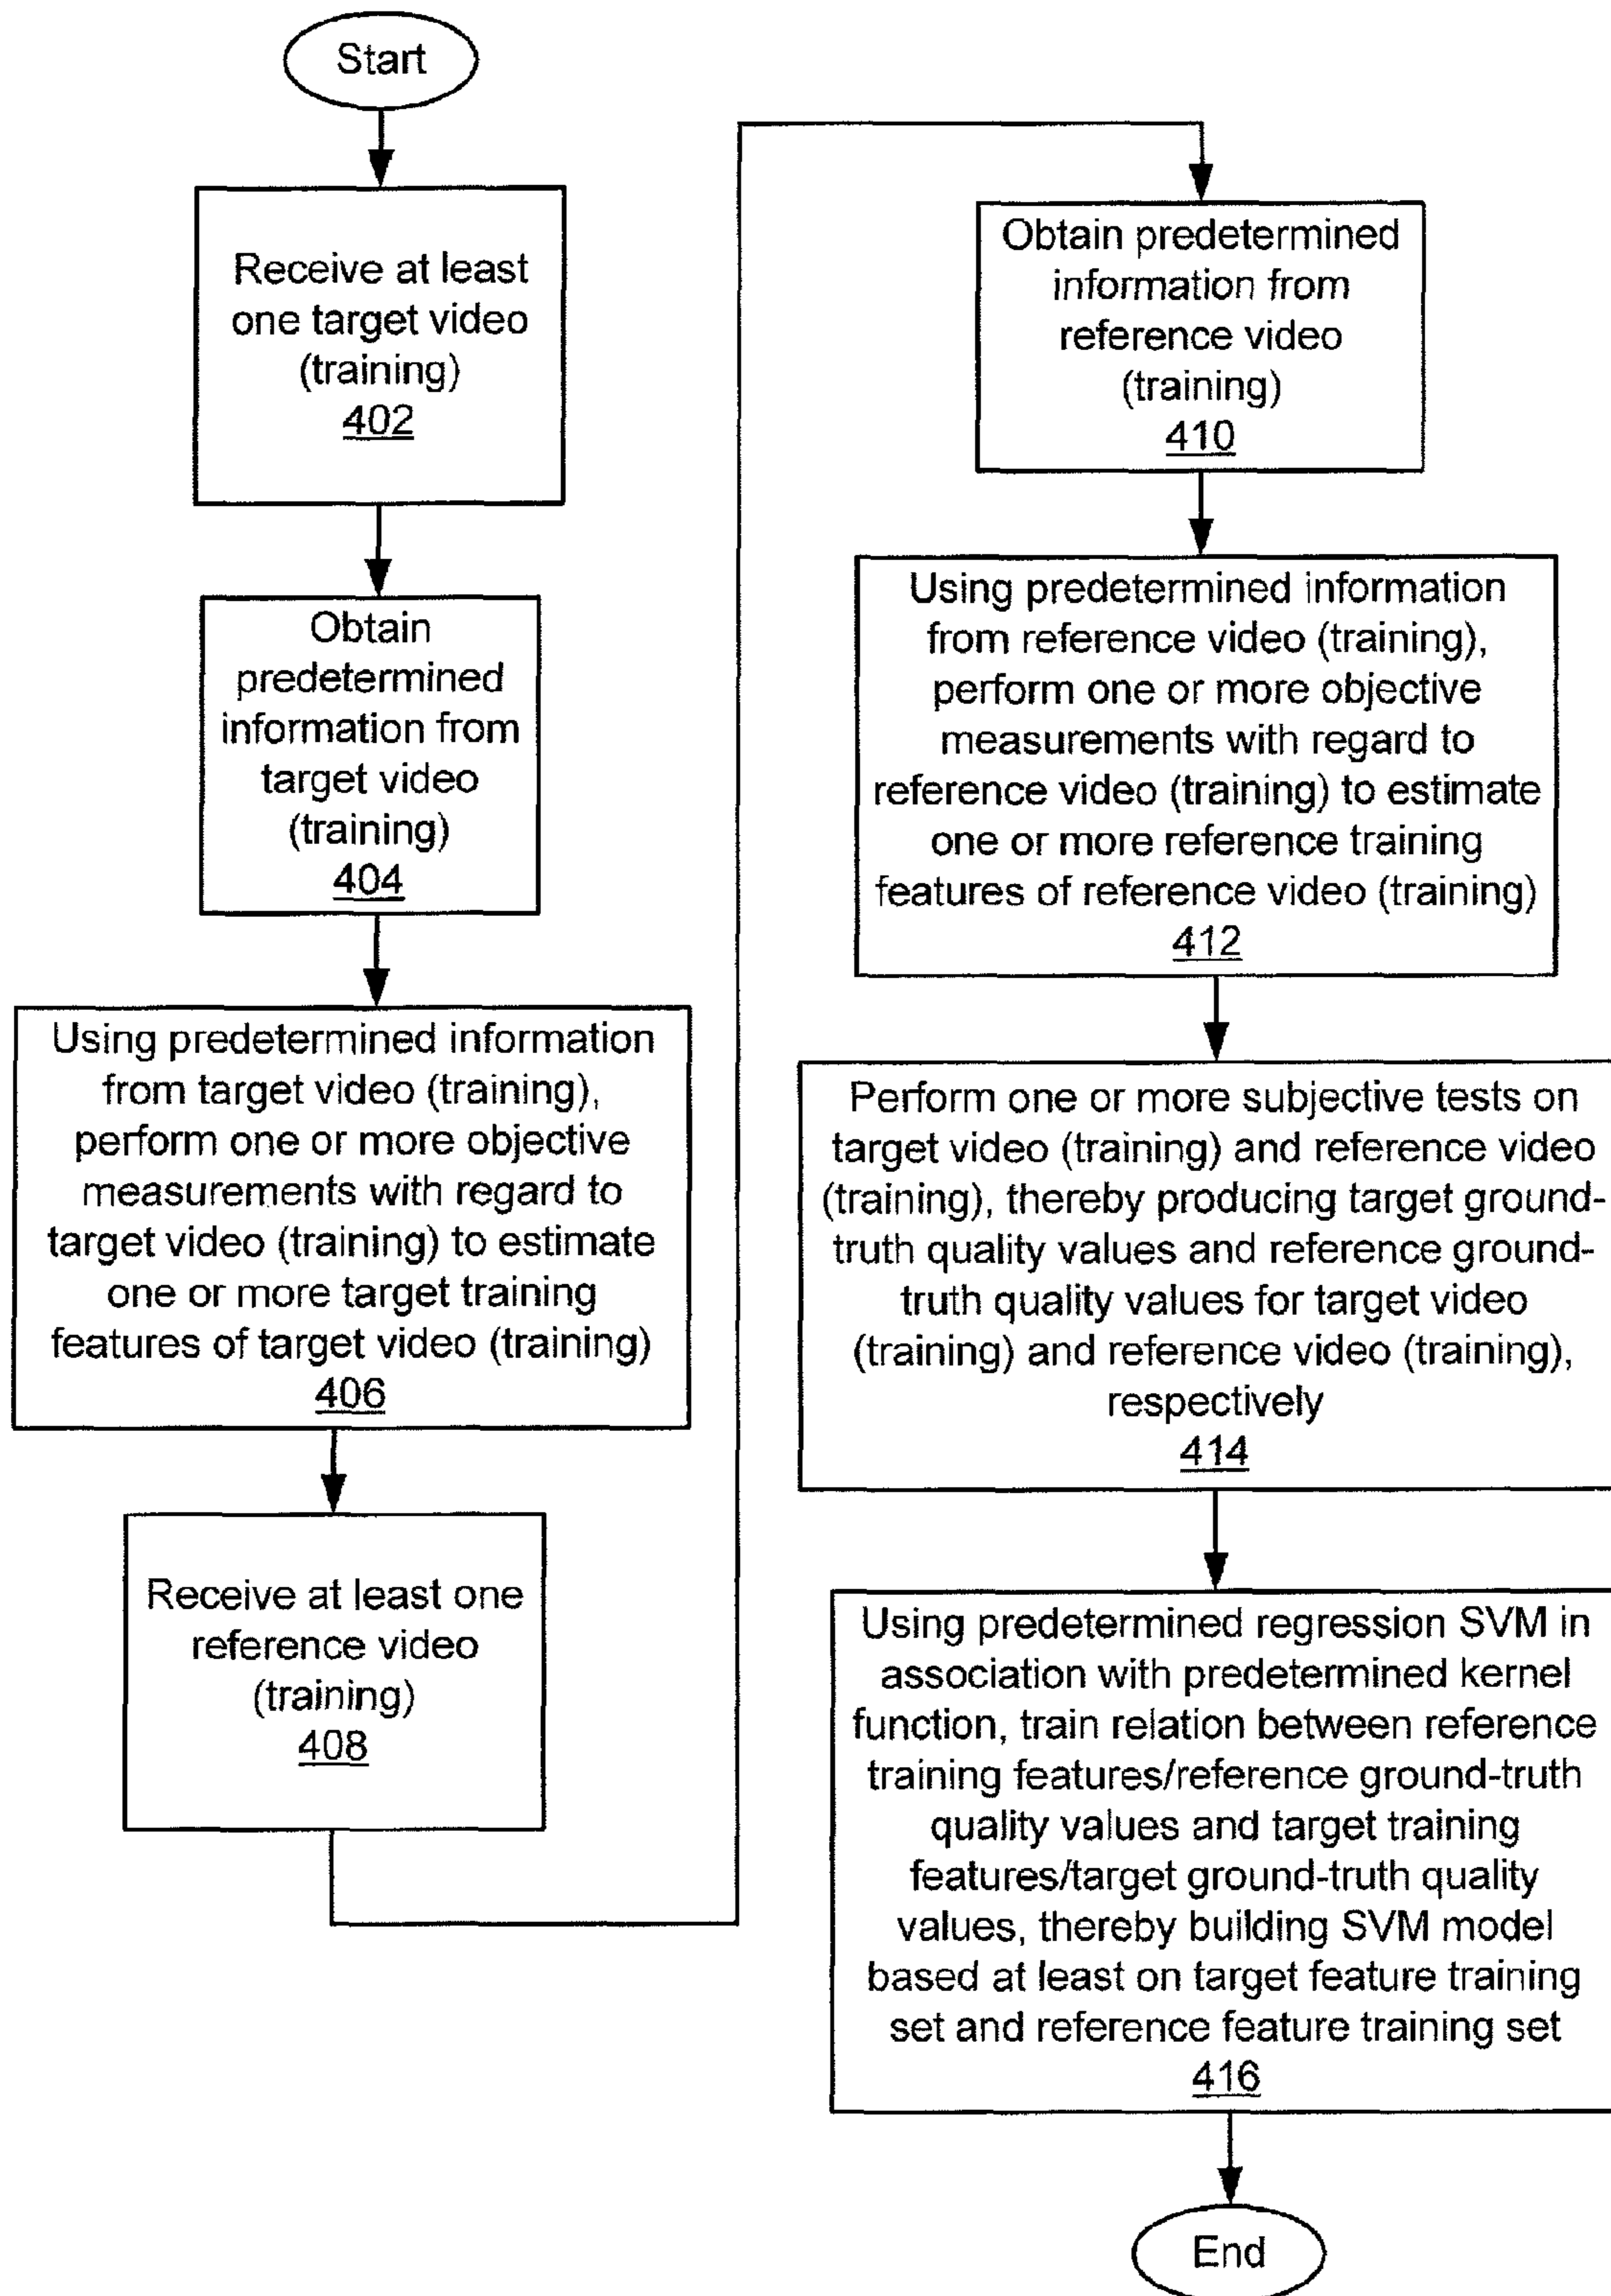 Start
Receive at least
one target video
(training)
402
Obtain
predetermined
information from
target video
(training)
404
Using predetermined information
from target video (training),
perform one or more objective
measurements with regard to
target video (training) to estimate
one or more target training
features of target video (training)
406
Receive at least one
reference video
(training)
408
Obtain predetermined
information from
reference video
(training)
410
Using predetermined information
from reference video (training),
perform one or more objective
measurements with regard to
reference video (training) to estimate
one or more reference training
features of reference video (training)
412
Perform one or more subjective tests on
target video (training) and reference video
(training), thereby producing target ground-
truth quality values and reference ground-
truth quality values for target video
(training) and reference video (training),
respectively
414
Using predetermined regression SVM in
association with predetermined kernel
function, train relation between reference
training features/reference ground-truth
quality values and target training
features/target ground-truth quality
values, thereby building SVM model
based at least on target feature training
set and reference feature training set
416
End